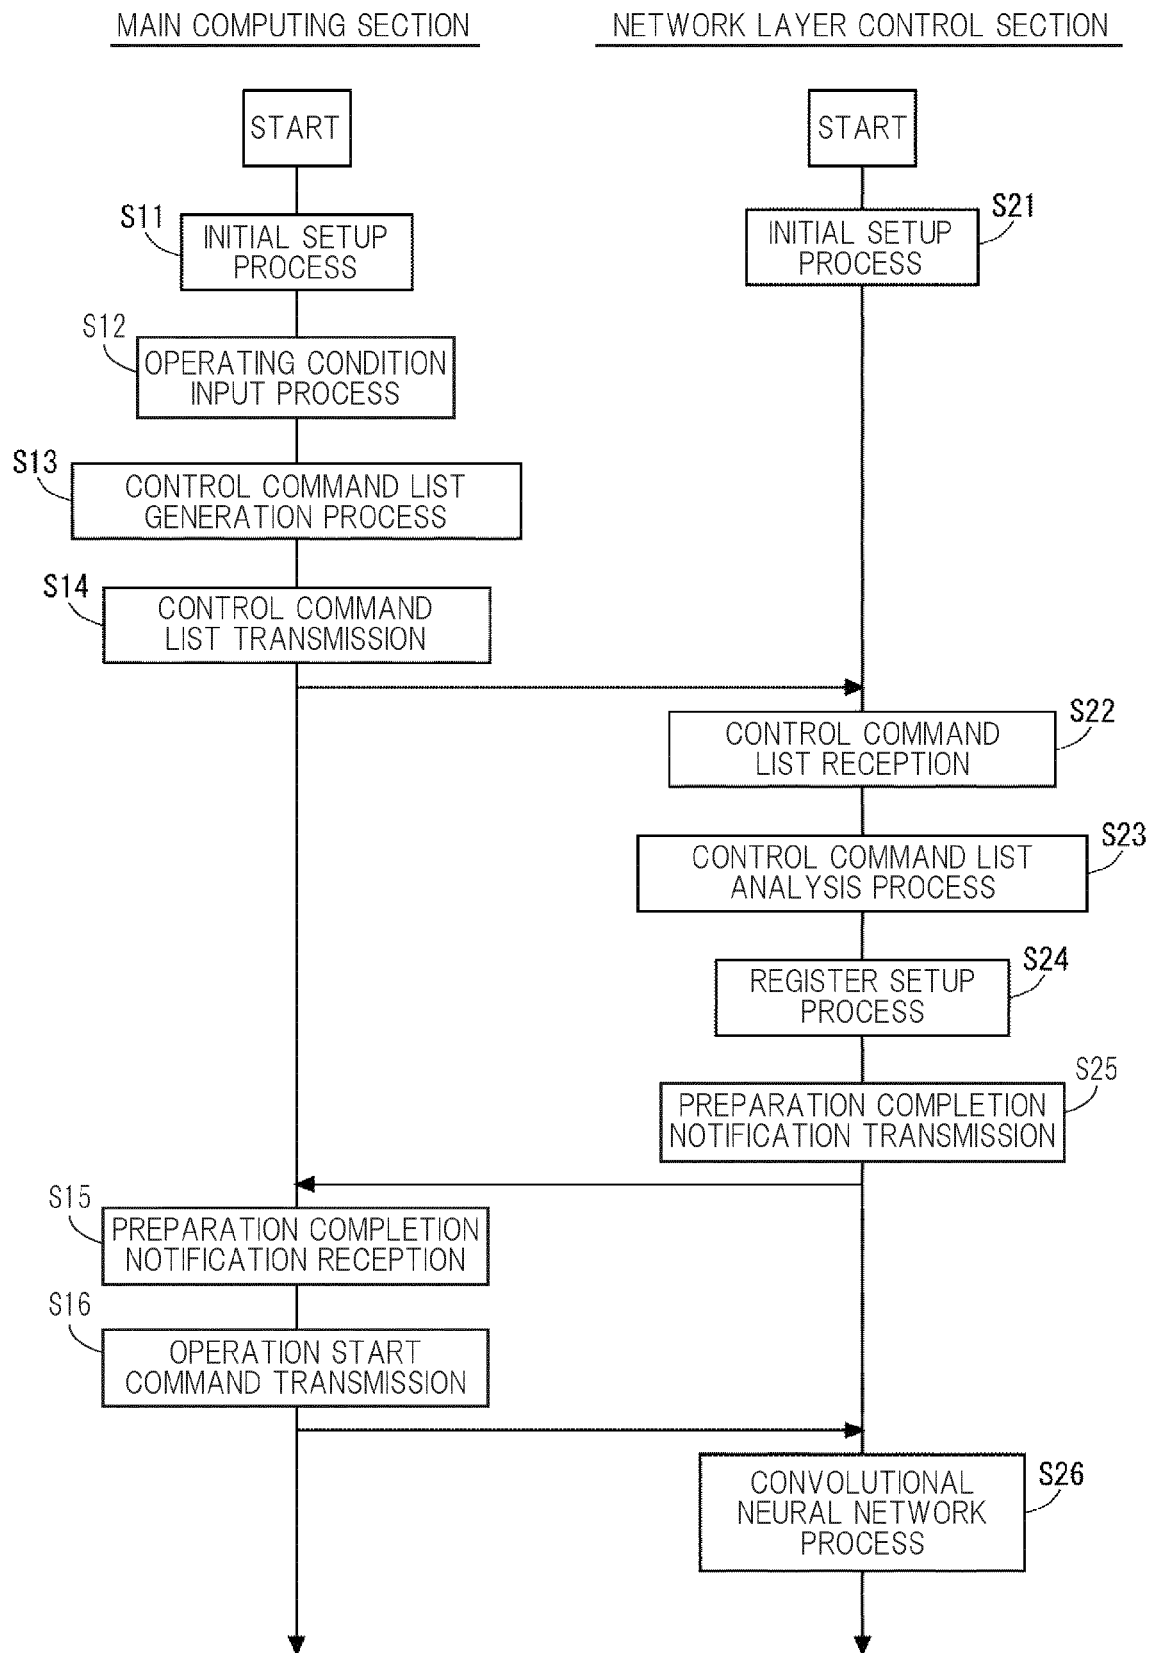 MAIN COMPUTING SECTION
NETWORK LAYER CONTROL SECTION
START
START
S11
INITIAL SETUP
PROCESS
S21
INITIAL SETUP
PROCESS
S12
OPERATING CONDITION
INPUT PROCESS
S13
CONTROL COMMAND LIST
GENERATION PROCESS
S14
CONTROL COMMAND
LIST TRANSMISSION
S22
CONTROL COMMAND
LIST RECEPTION
S23
CONTROL COMMAND LIST
ANALYSIS PROCESS
S24
REGISTER SETUP
PROCESS
S25
PREPARATION COMPLETION
NOTIFICATION TRANSMISSION
S15
PREPARATION COMPLETION
NOTIFICATION RECEPTION
S16
OPERATION START
COMMAND TRANSMISSION
S26
CONVOLUTIONAL
NEURAL NETWORK
PROCESS